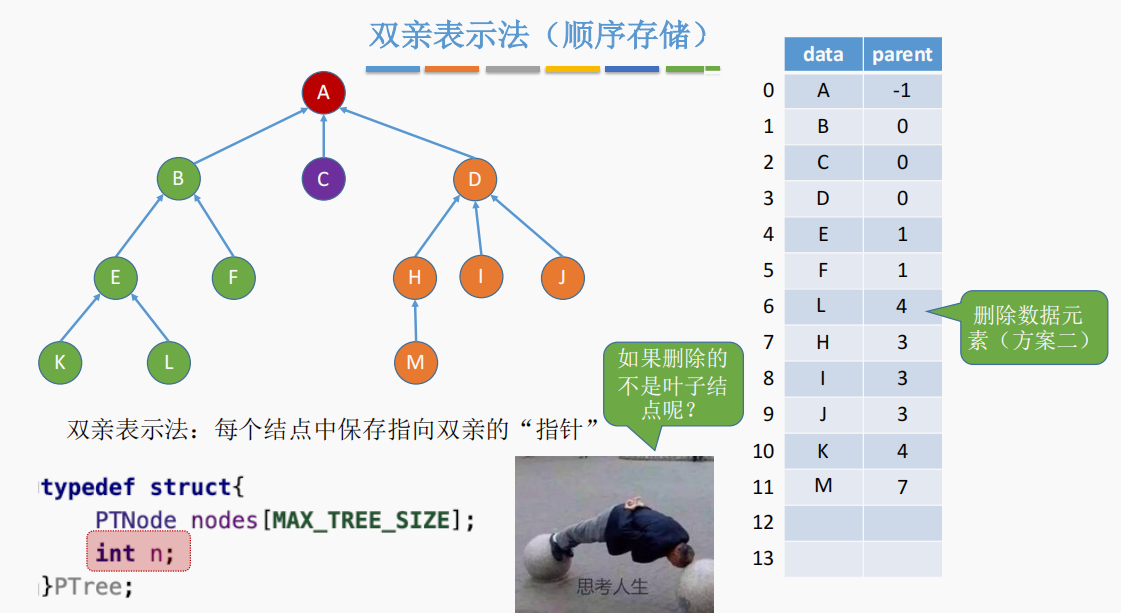 双亲表示法（顺序存储）
A
B
C
D
E
F
H
I
J
K
L
M
双亲表示法：每个结点中保存指向双亲的“指针”
typedef struct{
PTNode nodes[MAX_TREE_SIZE];
int n;
}PTree;
如果删除的
不是叶子结
点呢？
思考人生
data parent
0 A -1
1 B 0
2 C 0
3 D 0
4 E 1
5 F 1
6 L 4
7 H 3
8 I 3
9 J 3
10 K 4
11 M 7
12
13
删除数据元
素（方案二）